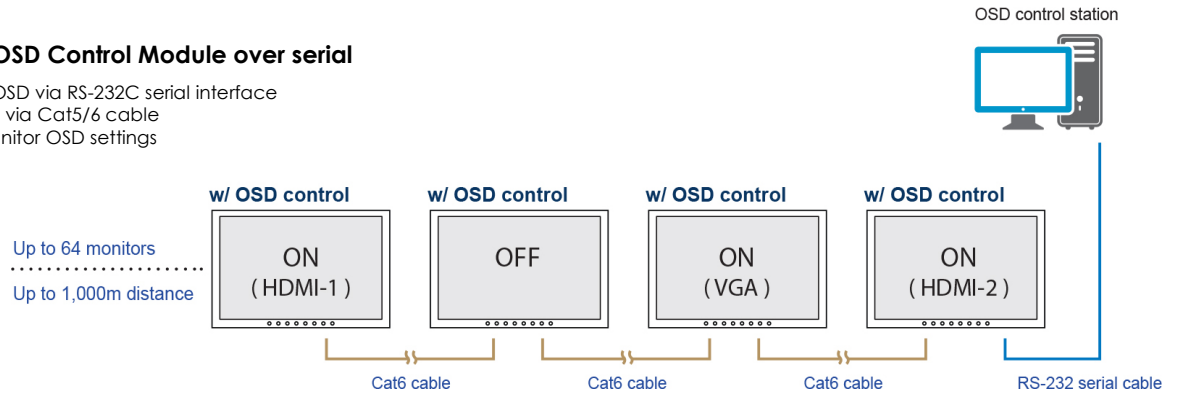 OSD control station
OSD Control Module over serial
OSD via RS-232C serial interface
via Cat5/6 cable
nitor OSD settings
w/ OSD control
w/ OSD control
w/ OSD control
w/ OSD control
Up to 64 monitors
Up to 1,000m distance
ON
( HDMI-1 )
OFF
ON
( VGA )
ON
( HDMI-2 )
Cat6 cable
Cat6 cable
Cat6 cable
RS-232 serial cable